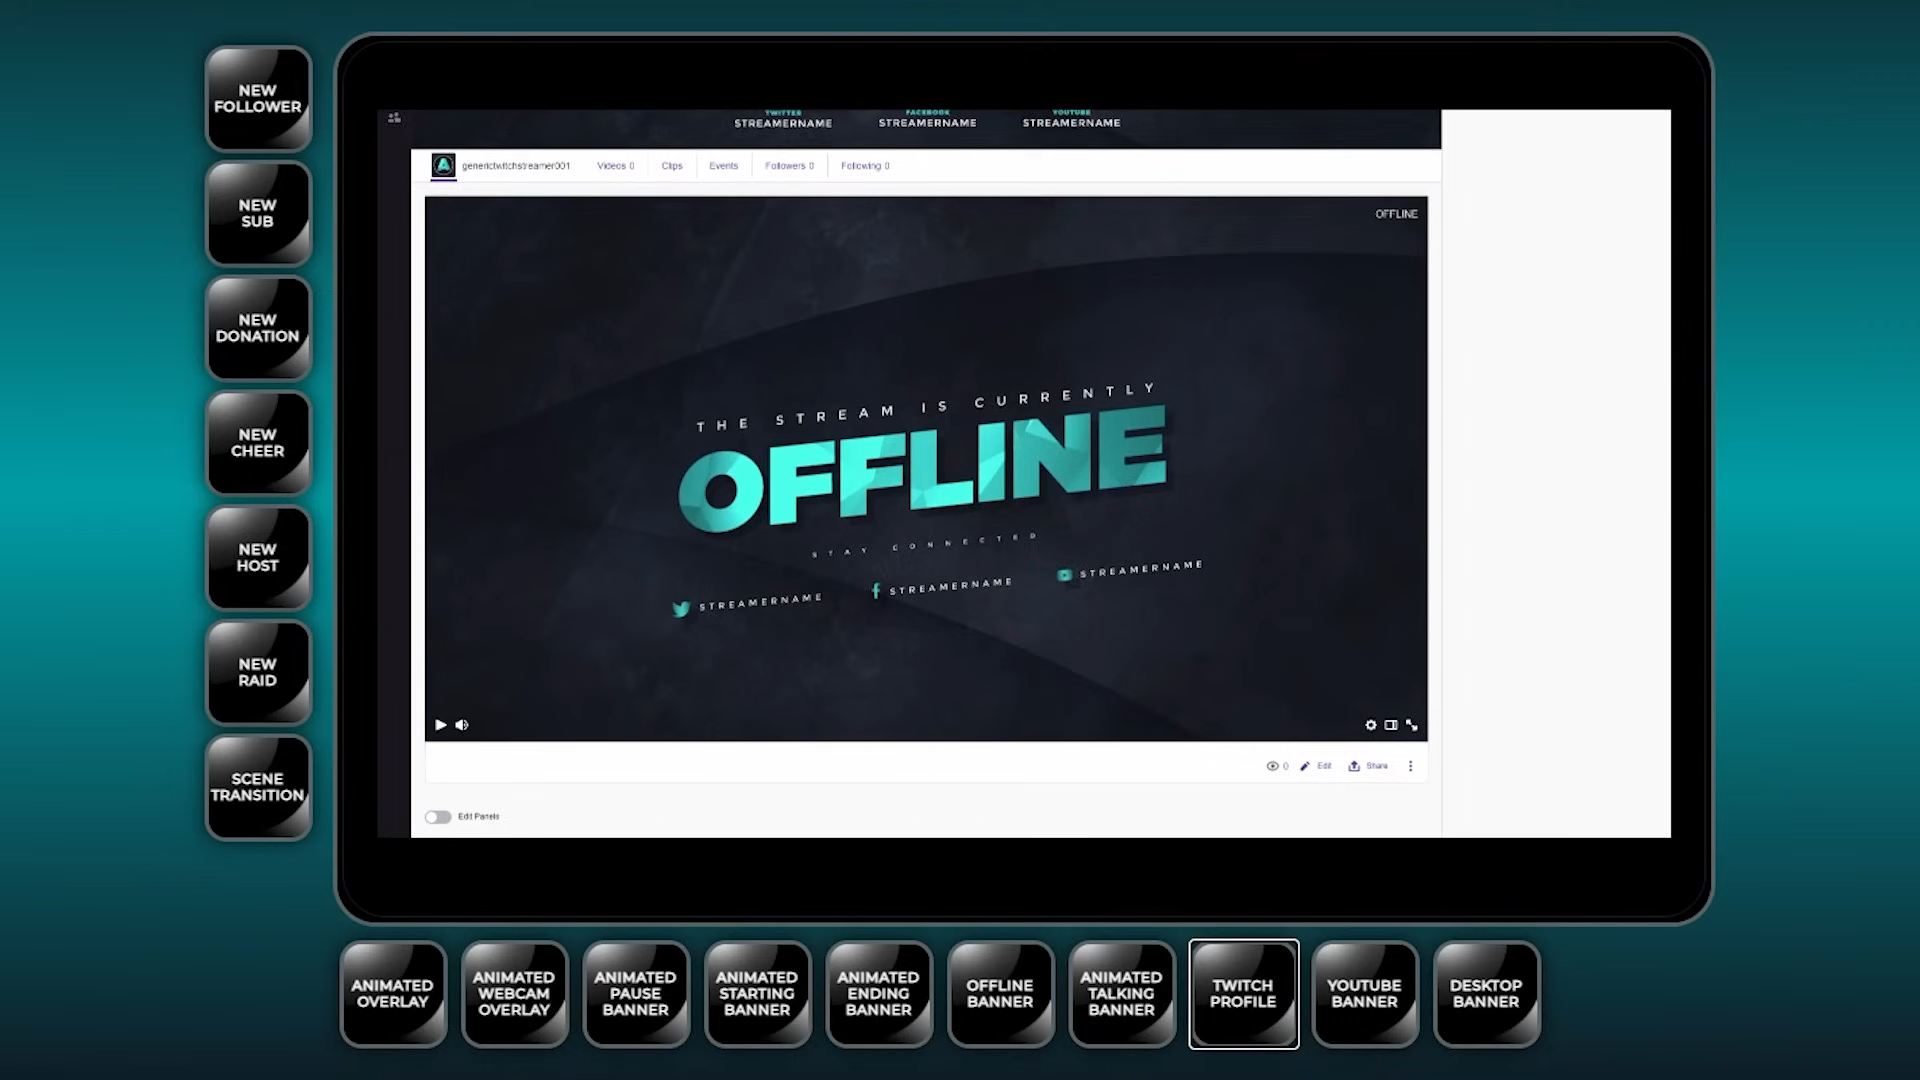 NEW
FOLLOWER
NEW
SUB
NEW
DONATION
NEW
CHEER
NEW
HOST
NEW
RAID
SCENE
TRANSITION
TWITTER FACEBOOK YOUTUBE
STREAMERNAME STREAMERNAME STREAMERNAME
generictwitchstreamer001 Videos 0 Clips Events Followers 0 Following 0
OFFLINE
THE STREAM IS CURRENTLY
OFFLINE
STAY CONNECTED
STREAMERNAME STREAMERNAME STREAMERNAME
0 Edit Share
Edit Panels
ANIMATED
OVERLAY
ANIMATED
WEBCAM
OVERLAY
ANIMATED
PAUSE
BANNER
ANIMATED
STARTING
BANNER
ANIMATED
ENDING
BANNER
OFFLINE
BANNER
ANIMATED
TALKING
BANNER
TWITCH
PROFILE
YOUTUBE
BANNER
DESKTOP
BANNER